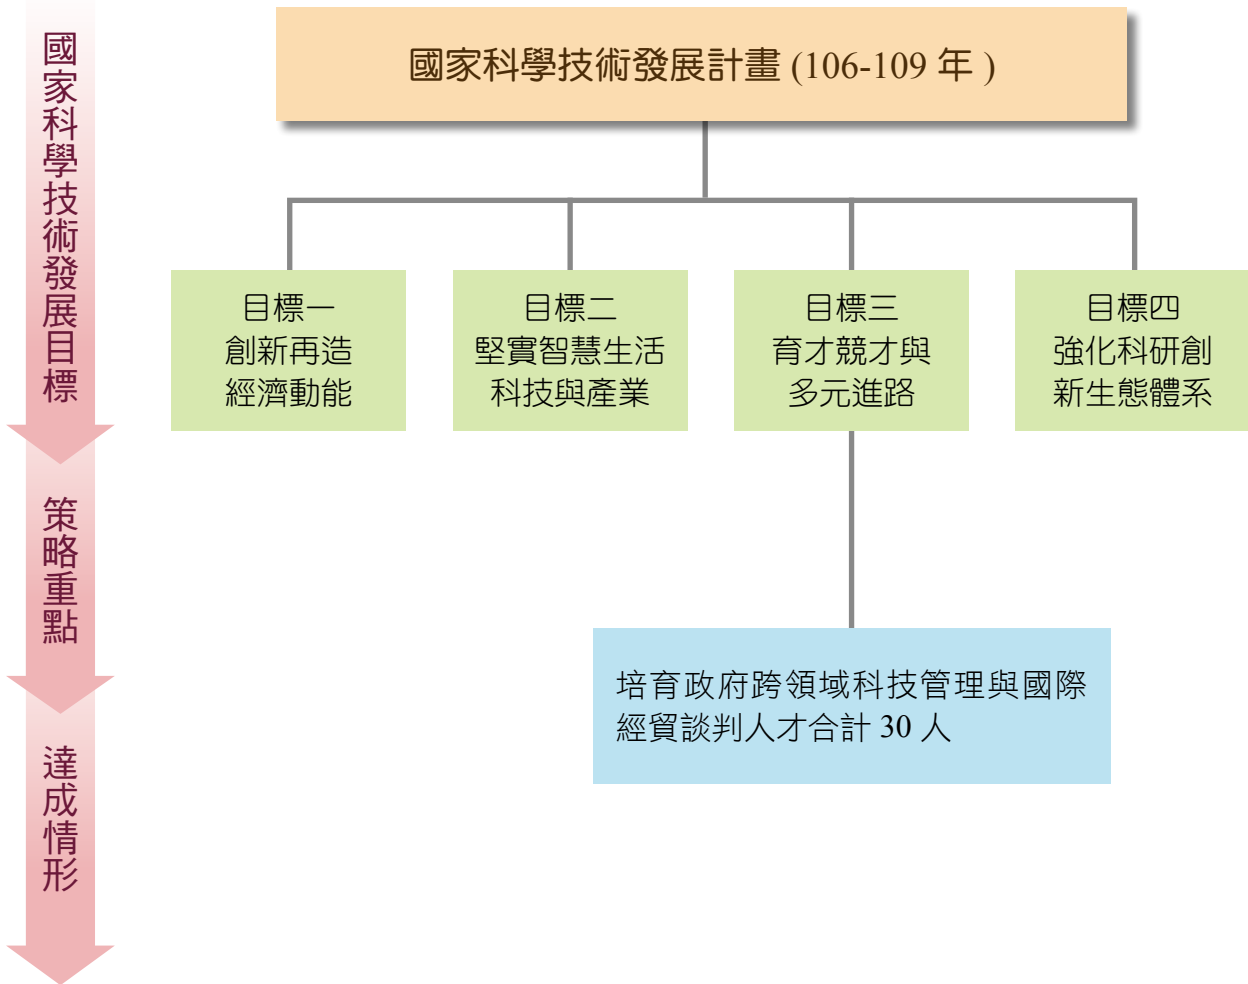 國家科學技術發展目標
策略重點
達成情形
國家科學技術發展計畫 (106-109 年 )
目標一
創新再造
經濟動能
目標二
堅實智慧生活
科技與產業
目標三
育才競才與
多元進路
目標四
強化科研創
新生態體系
培育政府跨領域科技管理與國際
經貿談判人才合計 30 人